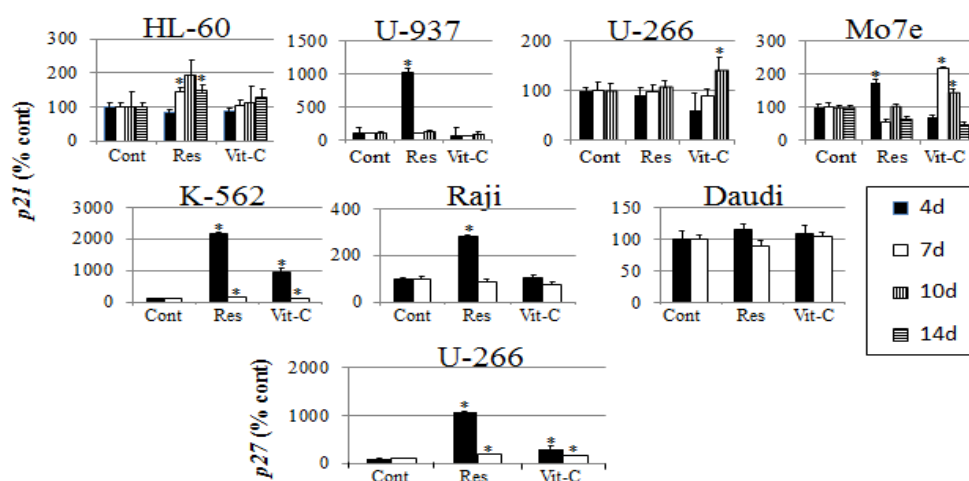 HL-60 U-937 U-266 Mo7e
300 200 100 0
1500 1000 500 0
200 100 0
300 200 100 0
* * * * * * *
Cont Res Vit-C Cont Res Vit-C Cont Res Vit-C Cont Res Vit-C
p21 (% cont)
K-562 Raji Daudi
3000 2000 1000 0
400 200 0
150 100 50 0
* * * * *
Cont Res Vit-C Cont Res Vit-C Cont Res Vit-C
4d
7d
10d
14d
U-266
p27 (% cont)
2000
1000
0
* * * *
Cont Res Vit-C